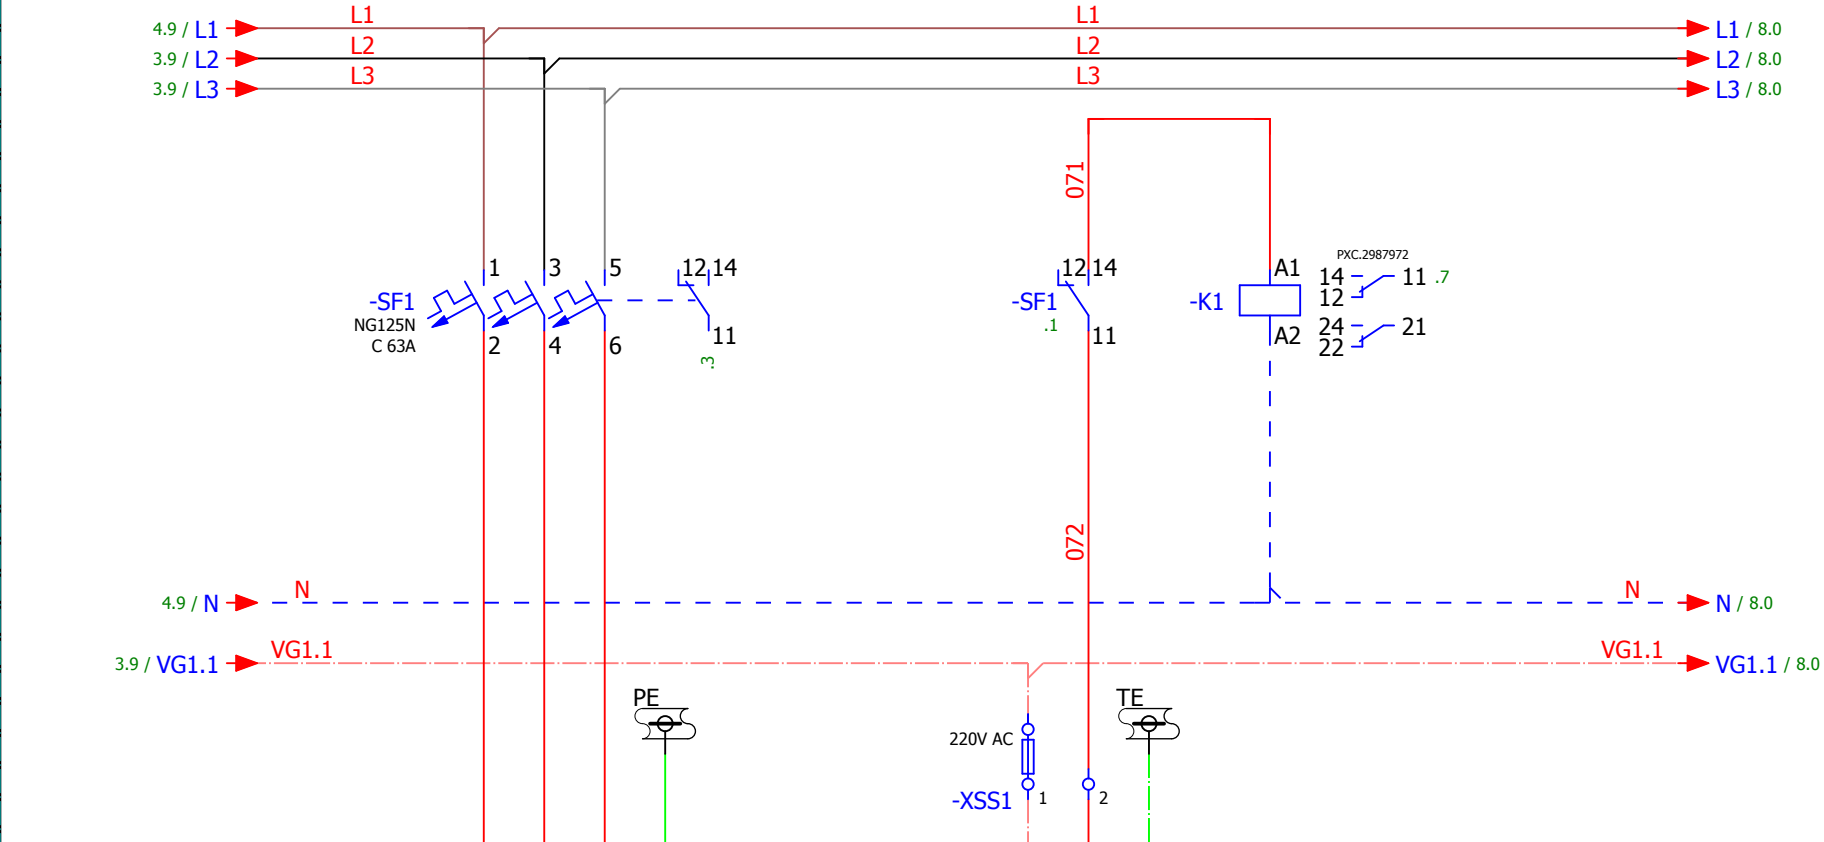 L1 L1
4.9 / L1 L1 / 8.0
L2 L2
3.9 / L2 L2 / 8.0
L3 L3
3.9 / L3 L3 / 8.0
071
1 3 5 12 14 12 14 A1
PXC.2987972
14 11 .7
12
-SF1 -SF1 -K1
NG125N
C 63A
.1
24 21
22
2 4 6 11 11 A2
.3
072
N N
4.9 / N N / 8.0
VG1.1 VG1.1
3.9 / VG1.1 VG1.1 / 8.0
PE TE
220V AC
-XSS1 1 2